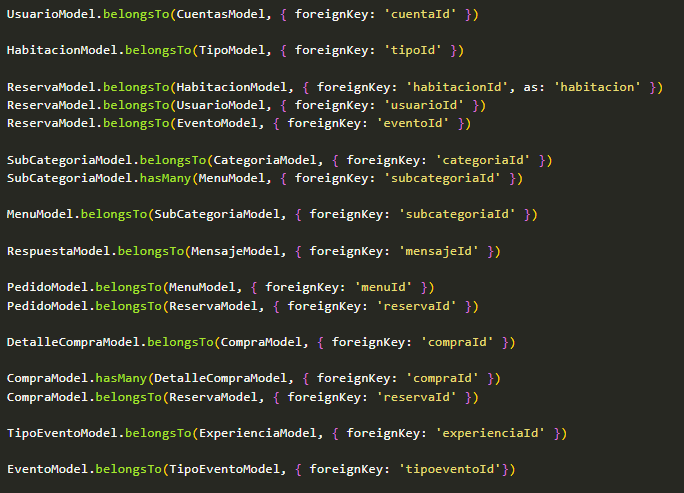 UsuarioModel.belongsTo(CuentasModel, { foreignKey: 'cuentaId' })
HabitacionModel.belongsTo(TipoModel, { foreignKey: 'tipoId' })
ReservaModel.belongsTo(HabitacionModel, { foreignKey: 'habitacionId', as: 'habitacion' })
ReservaModel.belongsTo(UsuarioModel, { foreignKey: 'usuarioId' })
ReservaModel.belongsTo(EventoModel, { foreignKey: 'eventoId' })
SubCategoriaModel.belongsTo(CategoriaModel, { foreignKey: 'categoriaId' })
SubCategoriaModel.hasMany(MenuModel, { foreignKey: 'subcategoriaId' })
MenuModel.belongsTo(SubCategoriaModel, { foreignKey: 'subcategoriaId' })
RespuestaModel.belongsTo(MensajeModel, { foreignKey: 'mensajeId' })
PedidoModel.belongsTo(MenuModel, { foreignKey: 'menuId' })
PedidoModel.belongsTo(ReservaModel, { foreignKey: 'reservaId' })
DetalleCompraModel.belongsTo(CompraModel, { foreignKey: 'compraId' })
CompraModel.hasMany(DetalleCompraModel, { foreignKey: 'compraId' })
CompraModel.belongsTo(ReservaModel, { foreignKey: 'reservaId' })
TipoEventoModel.belongsTo(ExperienciaModel, { foreignKey: 'experienciaId' })
EventoModel.belongsTo(TipoEventoModel, { foreignKey: 'tipoeventoId'})